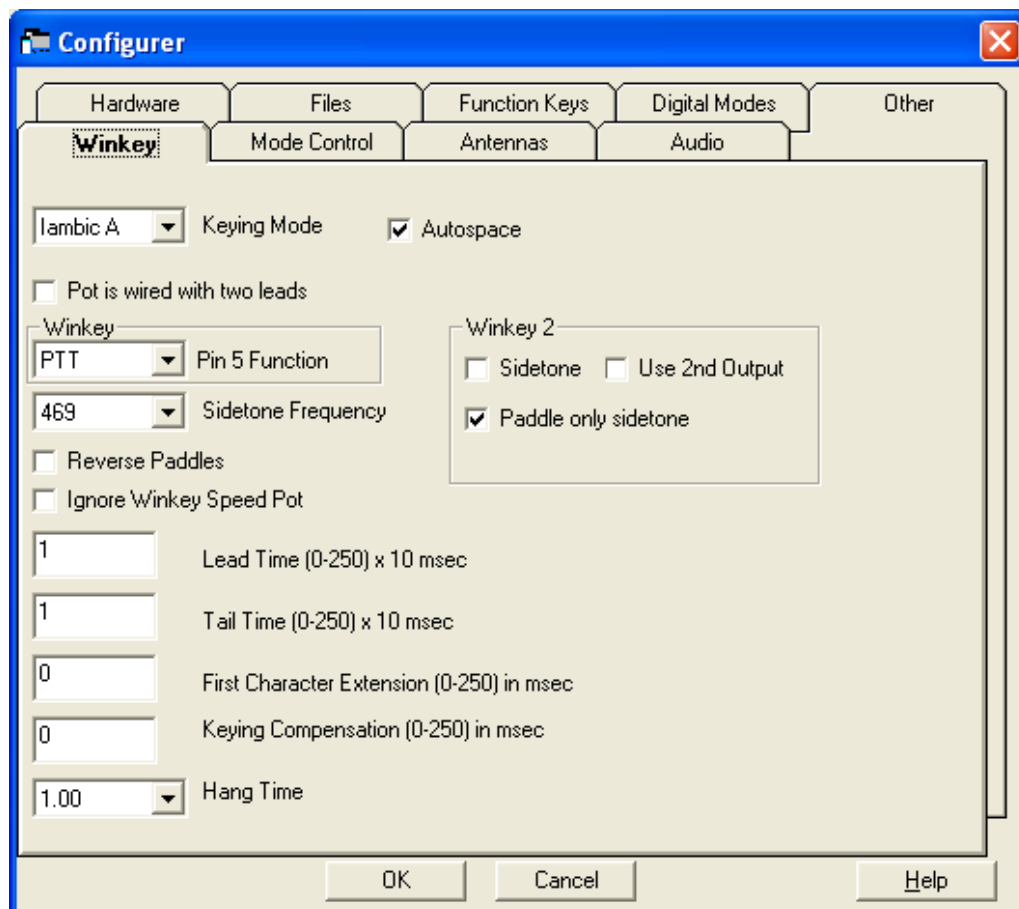 Configurer
Hardware Files Function Keys Digital Modes Other
Winkey Mode Control Antennas Audio
Iambic A Keying Mode Autospace
Pot is wired with two leads
Winkey
PTT Pin 5 Function
469 Sidetone Frequency
Winkey 2
Sidetone Use 2nd Output
Paddle only sidetone
Reverse Paddles
Ignore Winkey Speed Pot
1 Lead Time (0-250) x 10 msec
1 Tail Time (0-250) x 10 msec
0 First Character Extension (0-250) in msec
0 Keying Compensation (0-250) in msec
1.00 Hang Time
OK Cancel Help